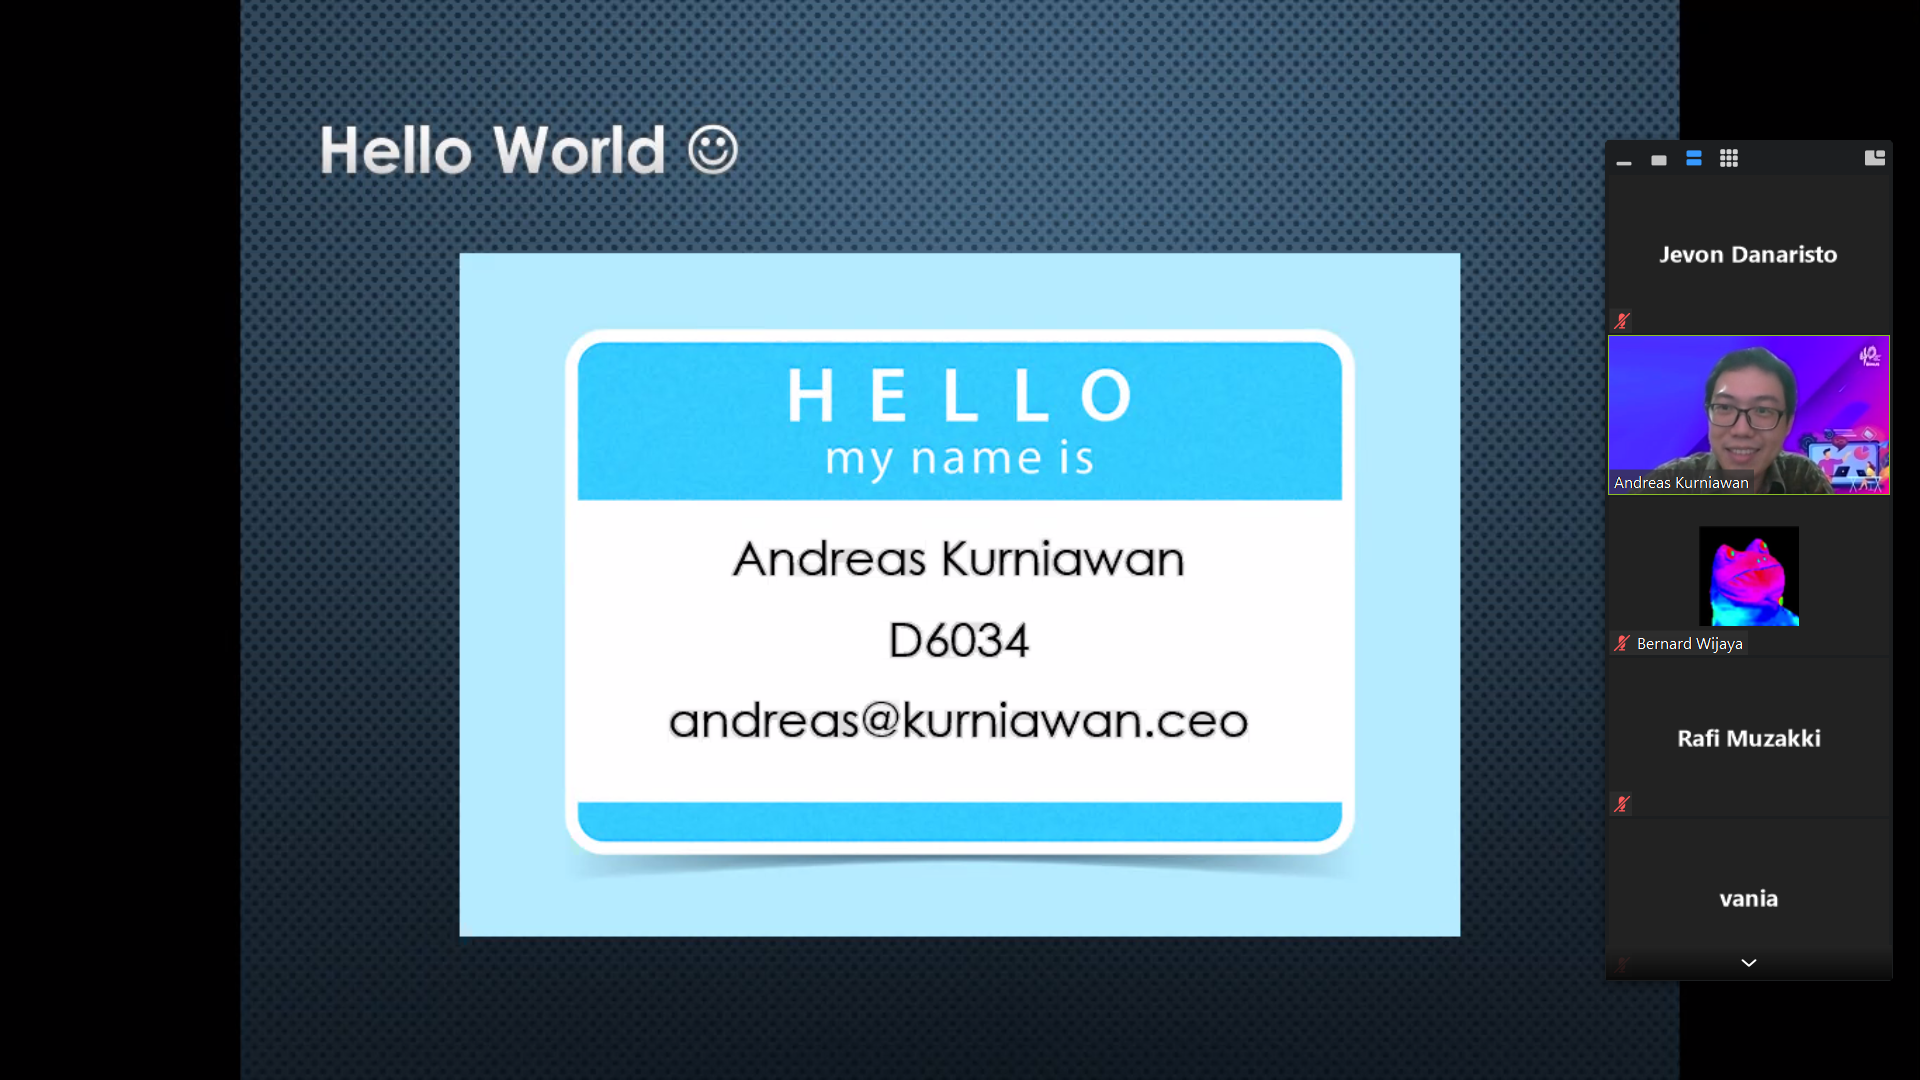 Hello World ☺
HELLO
my name is
Andreas Kurniawan
D6034
andreas@kurniawan.ceo
Jevon Danaristo
Andreas Kurniawan
Bernard Wijaya
Rafi Muzakki
vania